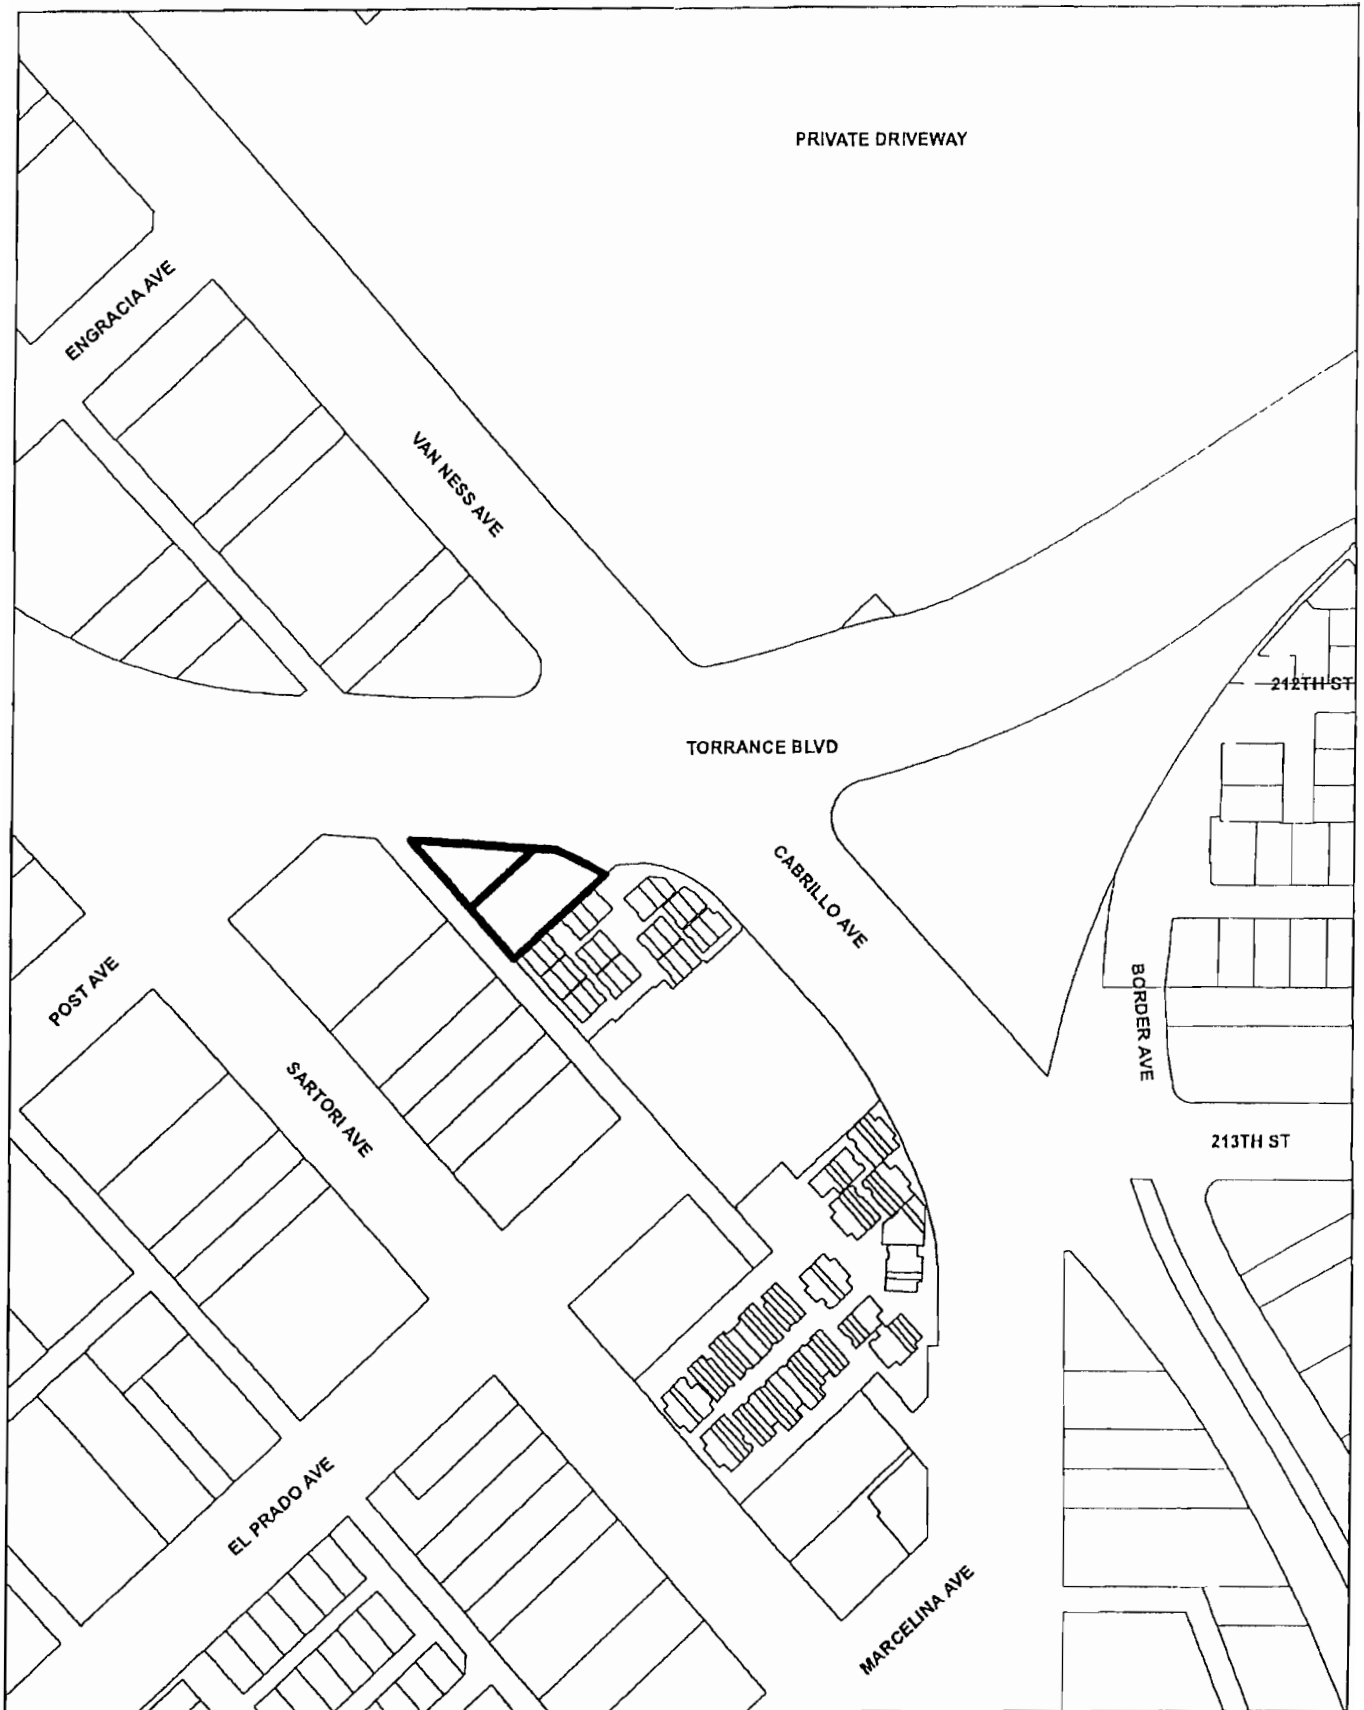 PRIVATE DRIVEWAY
ENGRACIA AVE
VAN NESS AVE
212TH ST
TORRANCE BLVD
CABRILLO AVE
POST AVE
BORDER AVE
SARTORI AVE
213TH ST
EL PRADO AVE
MARCELINA AVE